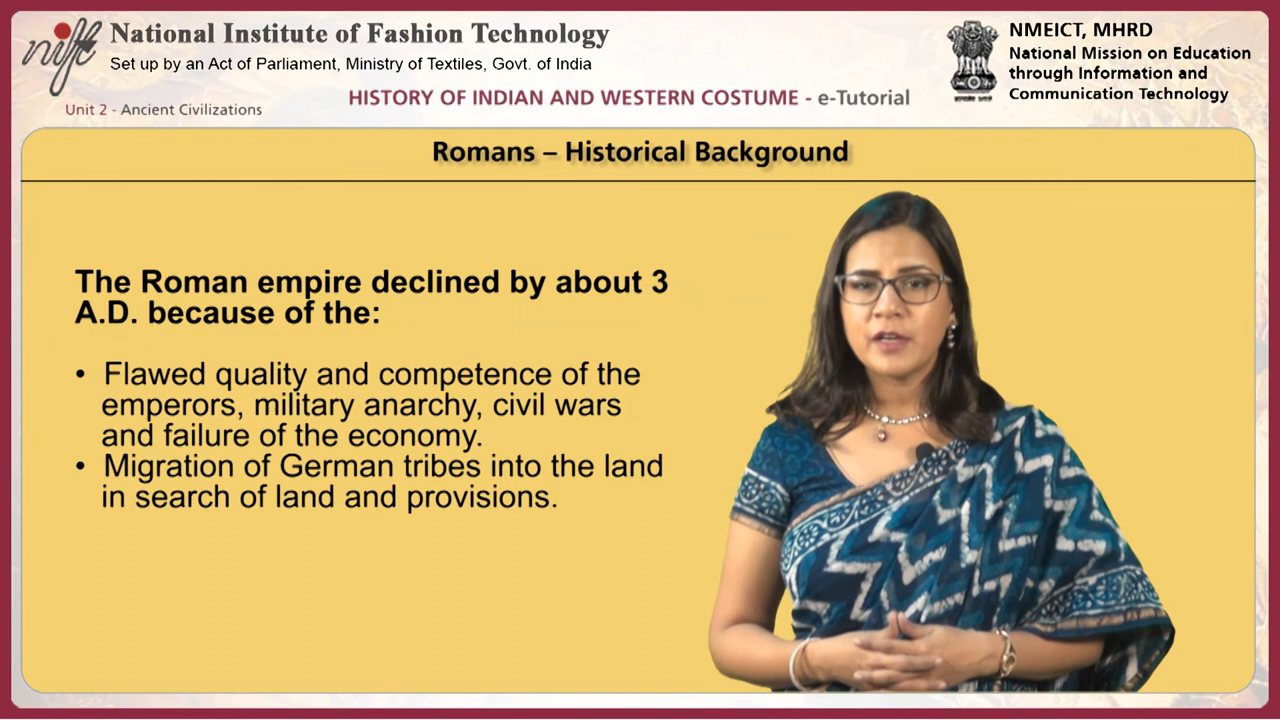 nift
National Institute of Fashion Technology
Set up by an Act of Parliament, Ministry of Textiles, Govt. of India
Unit 2 - Ancient Civilizations
HISTORY OF INDIAN AND WESTERN COSTUME - e-Tutorial
NMEICT, MHRD
National Mission on Education
through Information and
Communication Technology
Romans – Historical Background
The Roman empire declined by about 3
A.D. because of the:
• Flawed quality and competence of the
emperors, military anarchy, civil wars
and failure of the economy.
• Migration of German tribes into the land
in search of land and provisions.